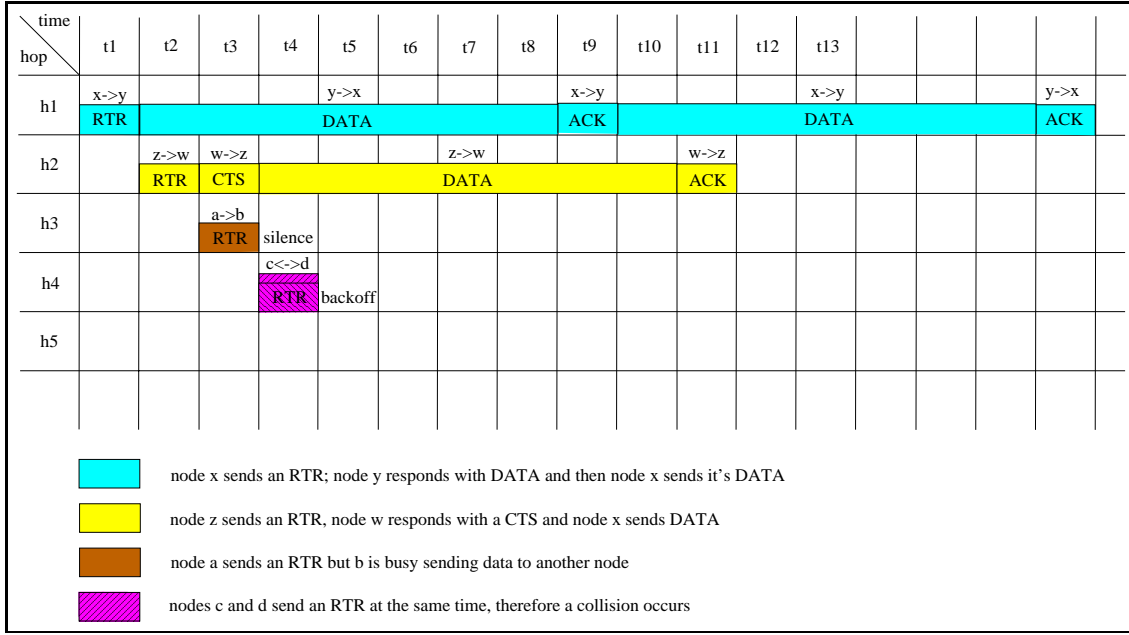 time
hop
t1 t2 t3 t4 t5 t6 t7 t8 t9 t10 t11 t12 t13
x->y y->x x->y x->y y->x
h1
RTR DATA ACK DATA ACK
z->w w->z z->w w->z
h2
RTR CTS DATA ACK
a->b
h3
RTR silence
c<->d
h4
RTR backoff
h5
node x sends an RTR; node y responds with DATA and then node x sends it's DATA
node z sends an RTR, node w responds with a CTS and node x sends DATA
node a sends an RTR but b is busy sending data to another node
nodes c and d send an RTR at the same time, therefore a collision occurs